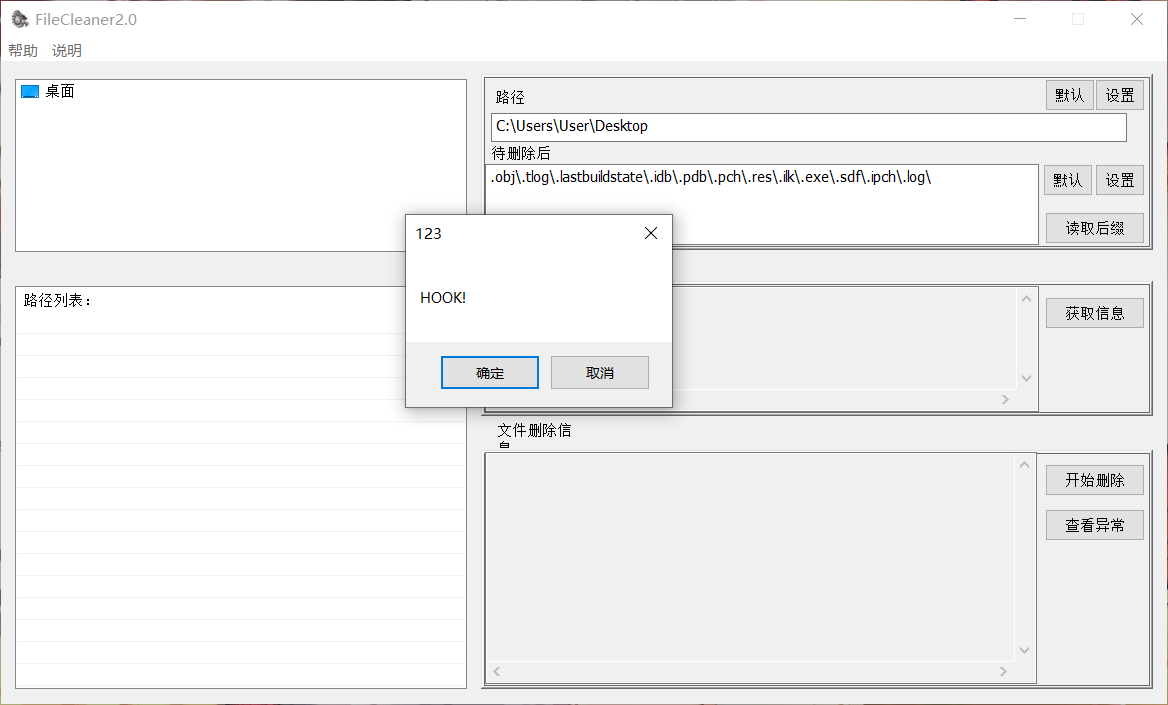 FileCleaner2.0
帮助 说明
桌面
路径
默认 设置
C:\Users\User\Desktop
待删除后
.obj\.tlog\.lastbuildstate\.idb\.pdb\.pch\.res\.ilk\.exe\.sdf\.ipch\.log\
默认 设置
读取后缀
123
HOOK!
确定 取消
路径列表：
获取信息
文件删除信
开始删除
查看异常